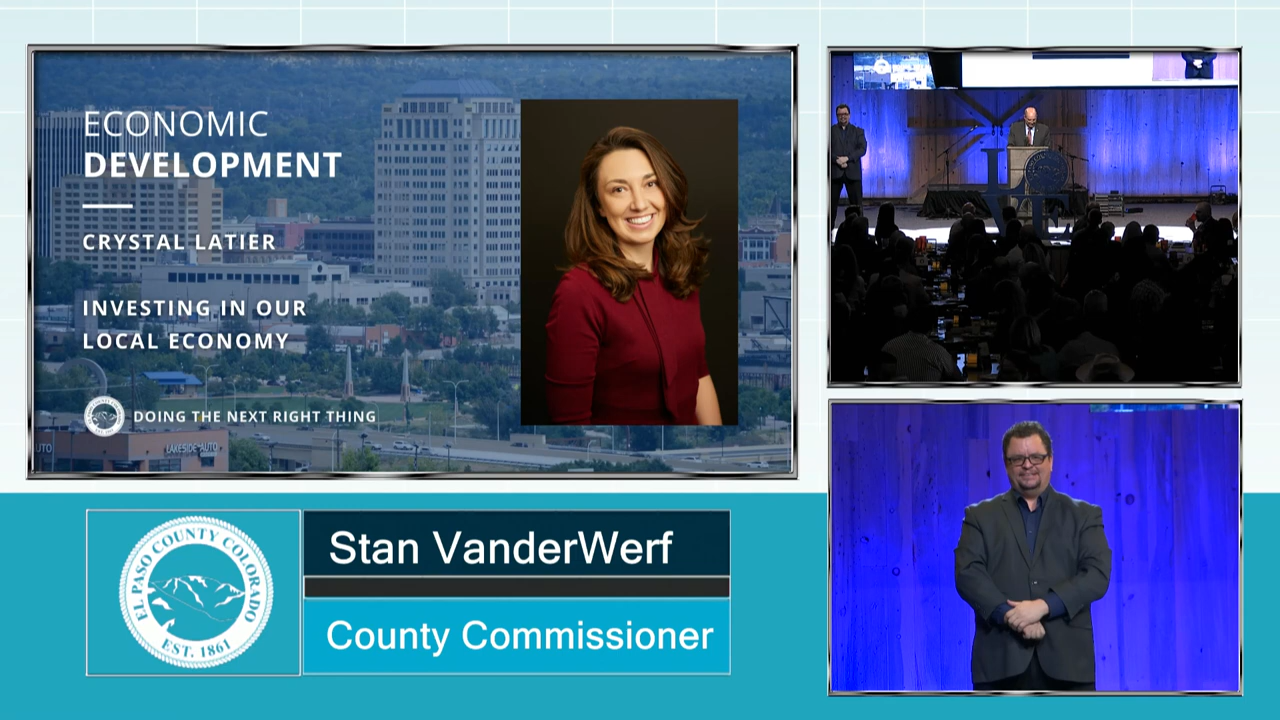 ECONOMIC
DEVELOPMENT
CRYSTAL LATIER
INVESTING IN OUR
LOCAL ECONOMY
DOING THE NEXT RIGHT THING
AUTO
LAKESIDE AUTO
EL PASO COUNTY COLORADO
EST. 1861
Stan VanderWerf
County Commissioner